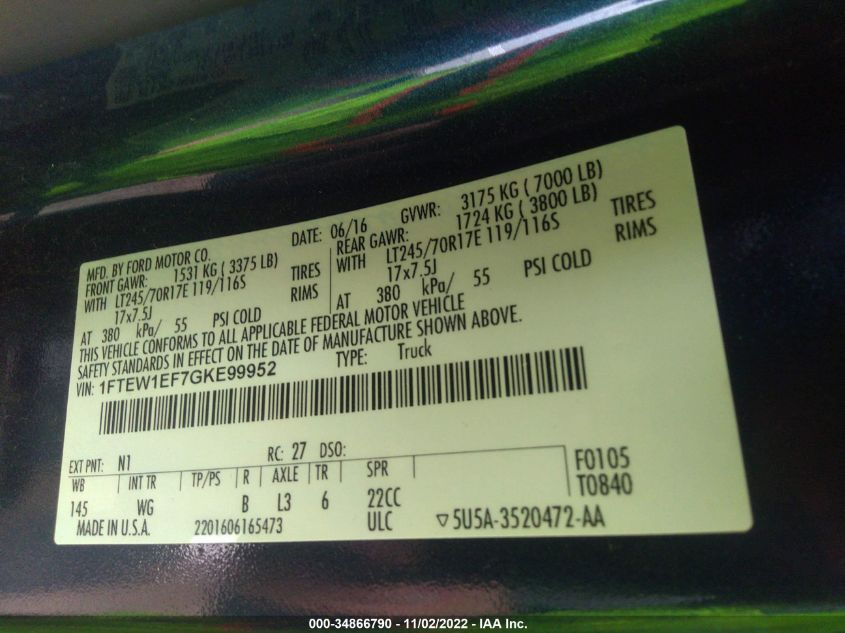 MFD. BY FORD MOTOR CO.
DATE: 06/16
GVWR: 3175 KG ( 7000 LB)
FRONT GAWR: 1531 KG ( 3375 LB)
REAR GAWR: 1724 KG ( 3800 LB)
WITH LT245/70R17E 119/116S TIRES
WITH LT245/70R17E 119/116S TIRES
17x7.5J RIMS
17x7.5J RIMS
AT 380 kPa/ 55 PSI COLD
AT 380 kPa/ 55 PSI COLD
THIS VEHICLE CONFORMS TO ALL APPLICABLE FEDERAL MOTOR VEHICLE
SAFETY STANDARDS IN EFFECT ON THE DATE OF MANUFACTURE SHOWN ABOVE.
VIN: 1FTEW1EF7GKE99952
TYPE: Truck
EXT PNT: N1 RC: 27 DSO:
WB INT TR TP/PS R AXLE TR SPR
145 WG B L3 6 22CC
ULC
F0105
T0840
MADE IN U.S.A. 2201606165473
▽5U5A-3520472-AA
000-34866790 - 11/02/2022 - IAA Inc.